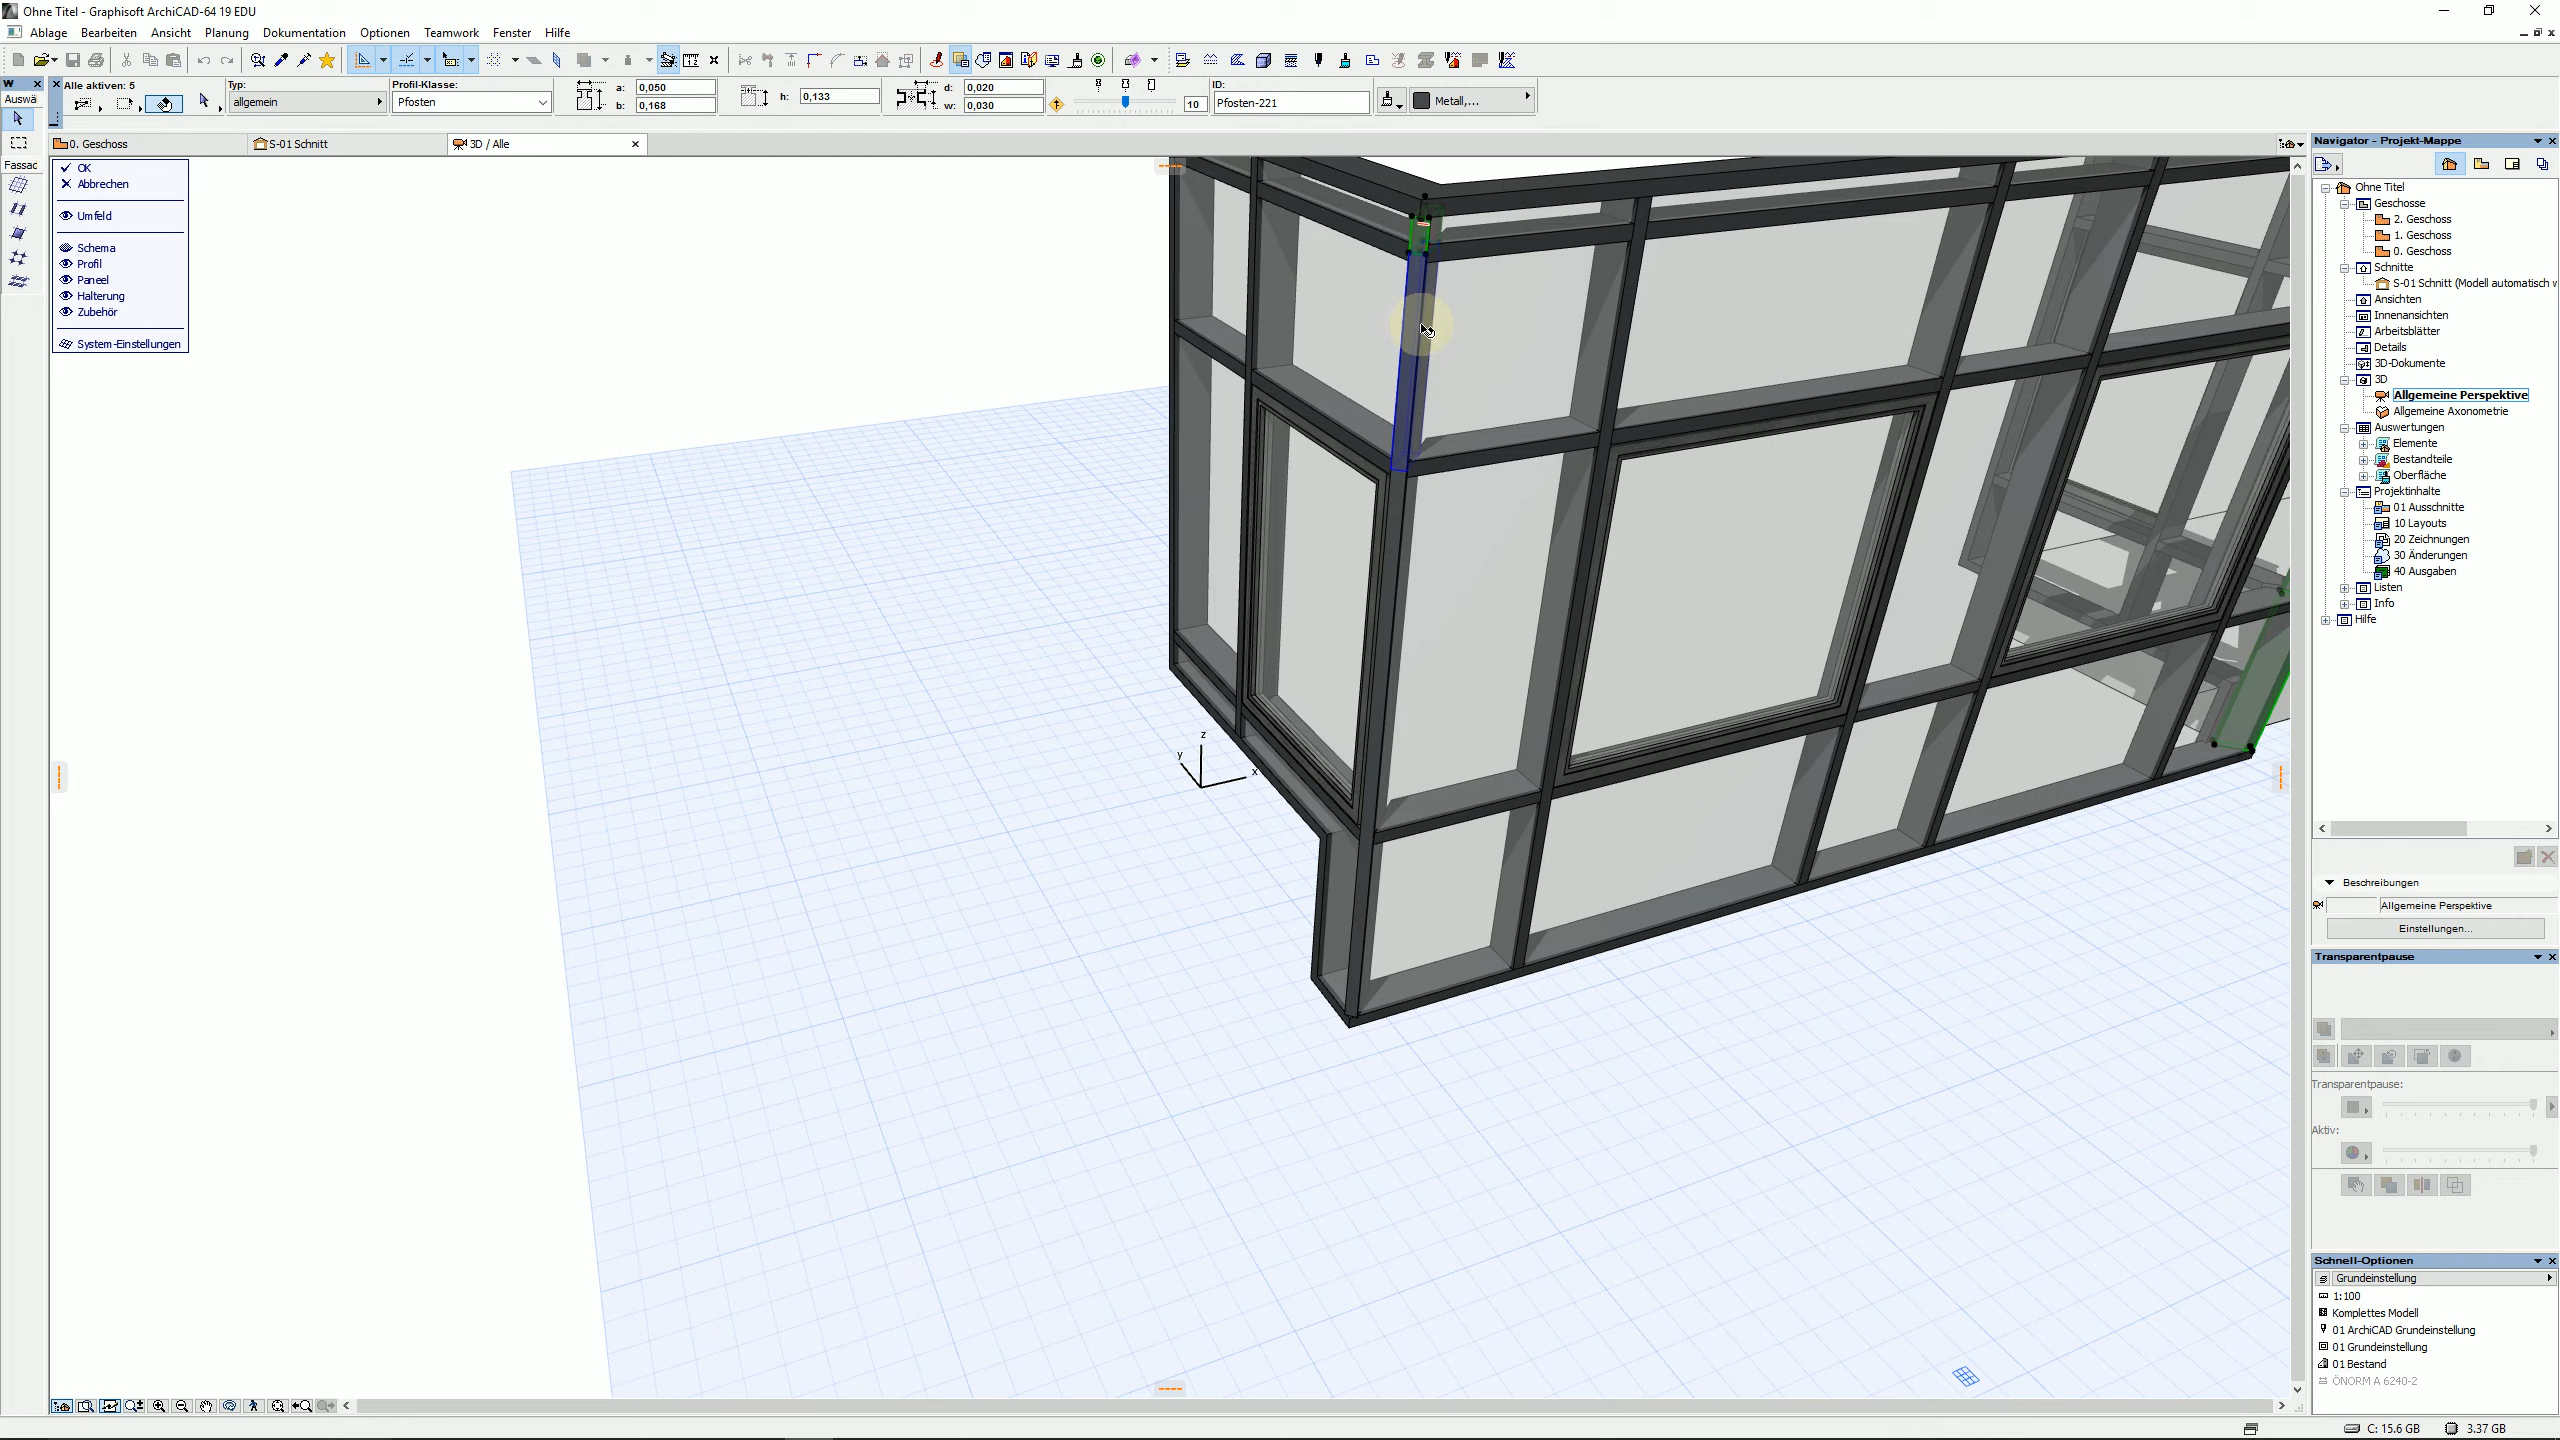 Ohne Titel - Graphisoft ArchiCAD-64 19 EDU
Ablage Bearbeiten Ansicht Planung Dokumentation Optionen Teamwork Fenster Hilfe
W
Auswä
Fassad
Alle aktiven: 5
Typ:
allgemein
Profil-Klasse:
Pfosten
a: 0,050
b: 0,168
h: 0,133
d: 0,020
w: 0,030
10
ID:
Pfosten-221
Metall,...
0. Geschoss
S-01 Schnitt
3D / Alle
OK
Abbrechen
Umfeld
Schema
Profil
Paneel
Halterung
Zubehör
System-Einstellungen
z
y
x
Navigator - Projekt-Mappe
Ohne Titel
Geschosse
2. Geschoss
1. Geschoss
0. Geschoss
Schnitte
S-01 Schnitt (Modell automatisch w
Ansichten
Innenansichten
Arbeitsblätter
Details
3D-Dokumente
3D
Allgemeine Perspektive
Allgemeine Axonometrie
Auswertungen
Elemente
Bestandteile
Oberfläche
Projektinhalte
01 Ausschnitte
10 Layouts
20 Zeichnungen
30 Änderungen
40 Ausgaben
Listen
Info
Hilfe
Beschreibungen
Allgemeine Perspektive
Einstellungen...
Transparentpause
Transparentpause:
Aktiv:
Schnell-Optionen
Grundeinstellung
1:100
Komplettes Modell
01 ArchiCAD Grundeinstellung
01 Grundeinstellung
01 Bestand
ÖNORM A 6240-2
C: 15.6 GB
3.37 GB